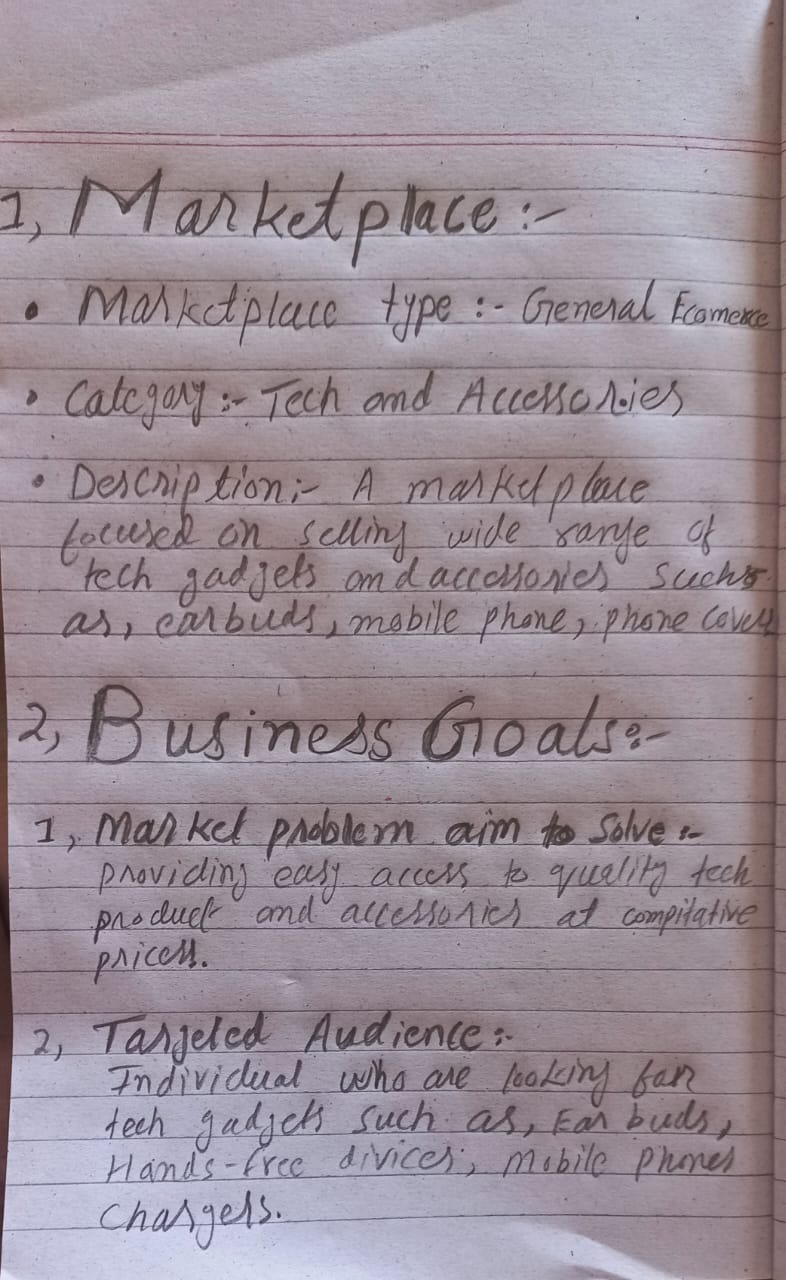 1, Marketplace :-
• Marketplace type :- General Ecomerce
• Category :- Tech and Accessories
• Description :- A marketplace
focused on selling wide range of
tech gadgets and accessories such
as, earbuds, mobile phone, phone covers
2, Business Goals :-
1, Market problem aim to solve :-
providing easy access to quality tech
product and accessories at compitative
prices.
2, Targeted Audience :-
Individual who are looking for
tech gadgets such as, Ear buds,
Hands-free divices, Mobile phones
Chargers.